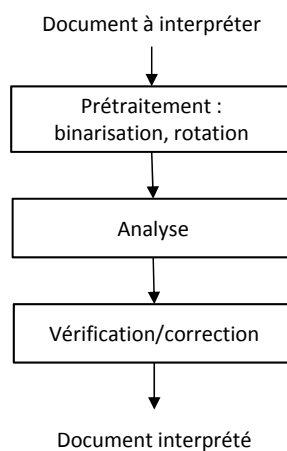 Document à interpréter
Prétraitement :
binarisation, rotation
Analyse
Vérification/correction
Document interprété